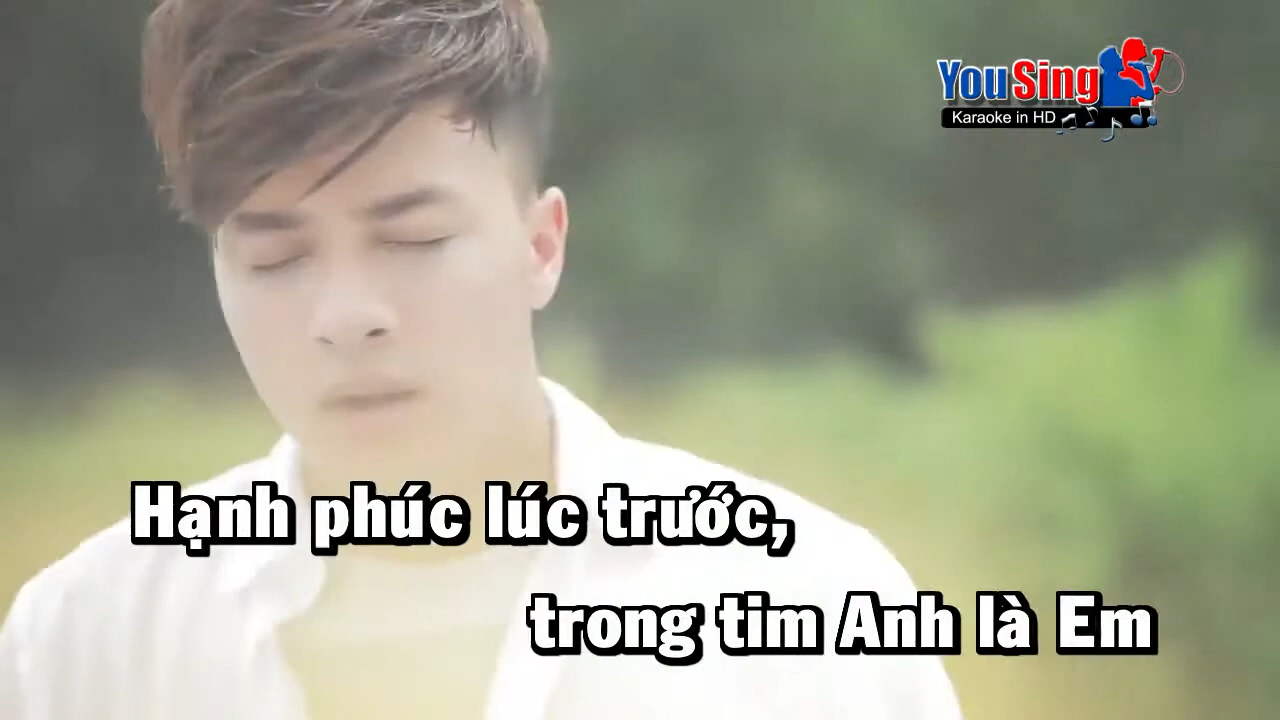 YouSing
Karaoke in HD
Hạnh phúc lúc trước,
trong tim Anh là Em